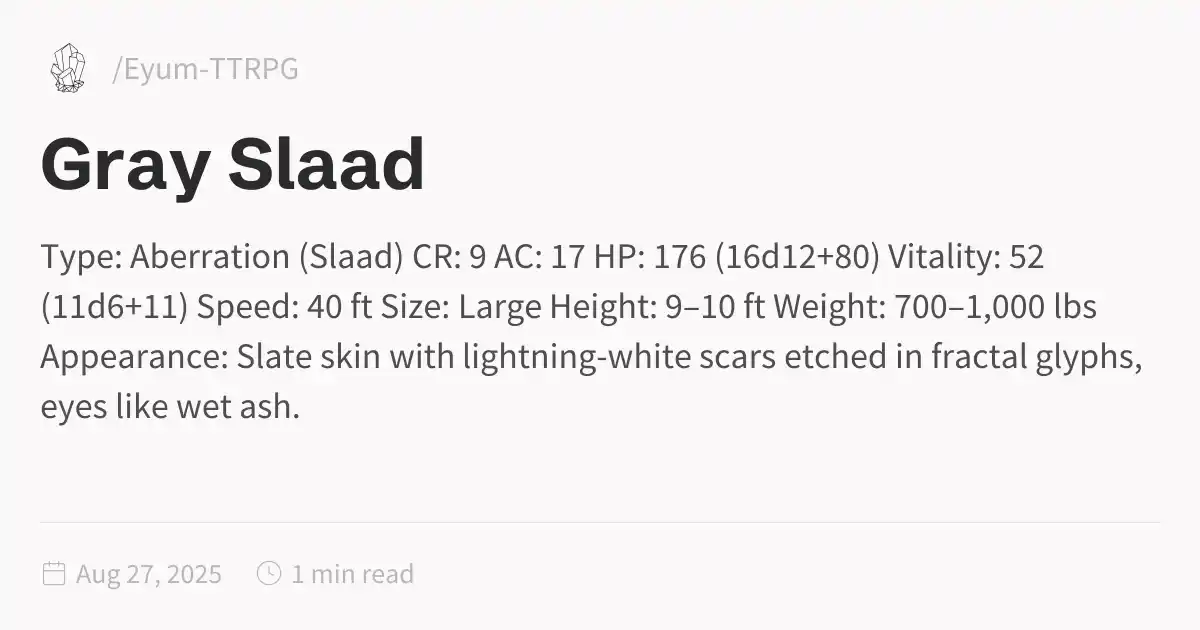 /Eyum-TTRPG
Gray Slaad
Type: Aberration (Slaad) CR: 9 AC: 17 HP: 176 (16d12+80) Vitality: 52
(11d6+11) Speed: 40 ft Size: Large Height: 9–10 ft Weight: 700–1,000 lbs
Appearance: Slate skin with lightning-white scars etched in fractal glyphs,
eyes like wet ash.
Aug 27, 2025 1 min read